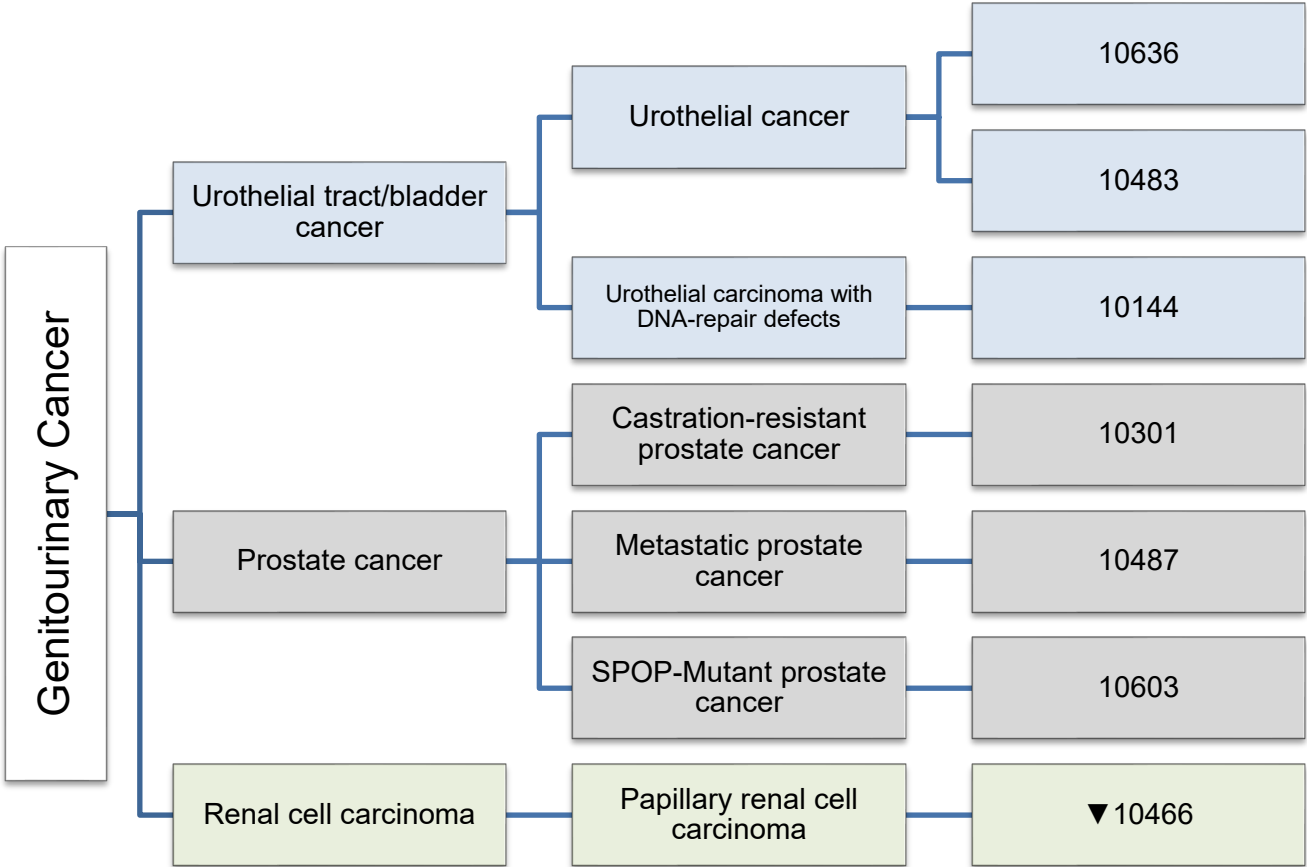 Genitourinary Cancer
Urothelial tract/bladder
cancer
Urothelial cancer
10636
10483
Urothelial carcinoma with
DNA-repair defects
10144
Prostate cancer
Castration-resistant
prostate cancer
10301
Metastatic prostate
cancer
10487
SPOP-Mutant prostate
cancer
10603
Renal cell carcinoma
Papillary renal cell
carcinoma
▼10466